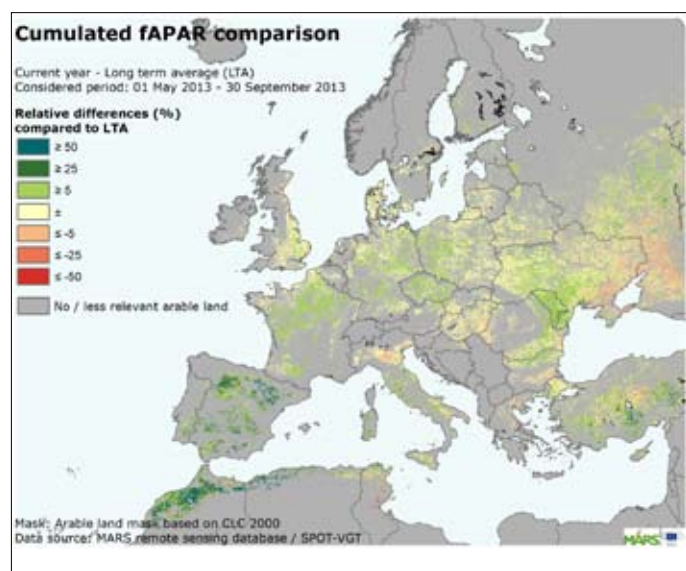 Cumulated fAPAR comparison
Current year - Long term average (LTA)
Considered period: 01 May 2013 - 30 September 2013
Relative differences (%)
compared to LTA
≥ 50
≥ 25
≥ 5
±
≤ -5
≤ -25
≤ -50
No / less relevant arable land
Mask: Arable land mask based on CLC 2000
Data source: MARS remote sensing database / SPOT-VGT
MARS